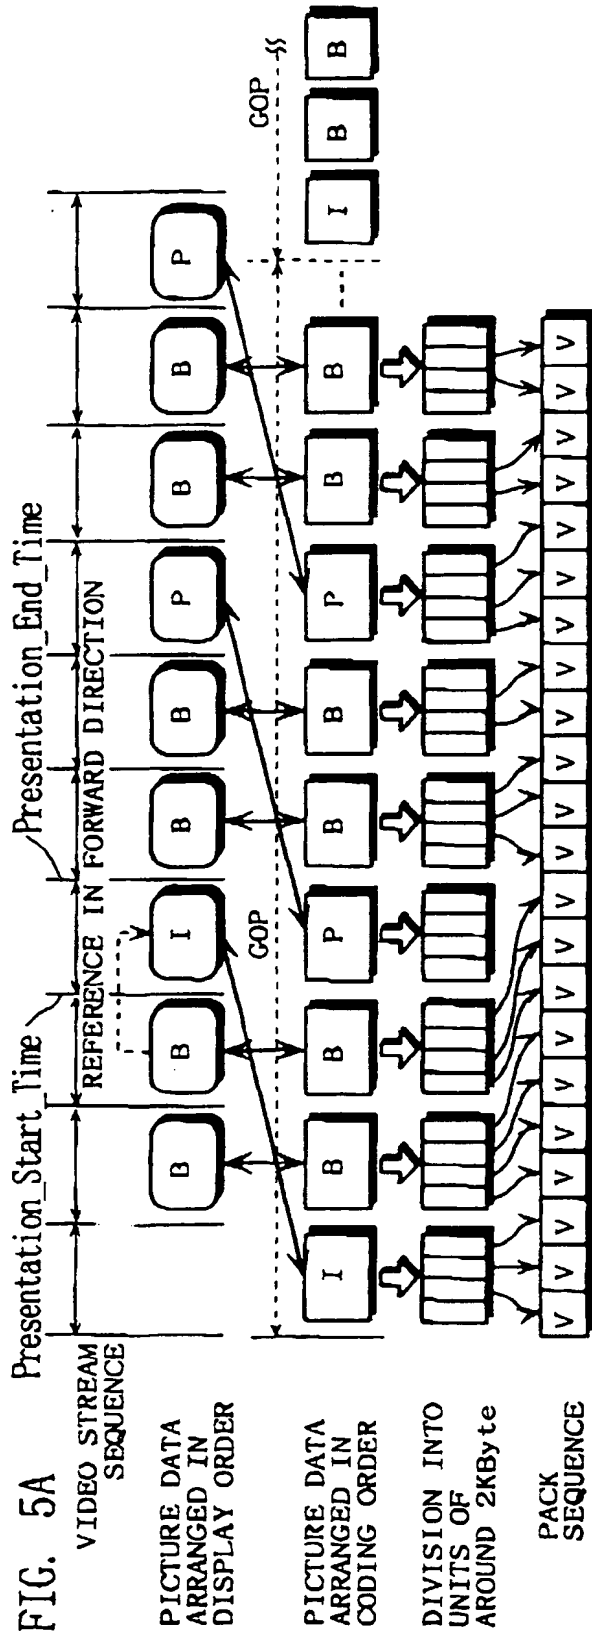 FIG. 5A
Presentation_Start_Time
Presentation_End_Time
VIDEO STREAM
SEQUENCE
REFERENCE IN FORWARD DIRECTION
PICTURE DATA
ARRANGED IN
DISPLAY ORDER
B B I B B P B B P
GOP GOP
PICTURE DATA
ARRANGED IN
CODING ORDER
I B B P B B P B B I B B
DIVISION INTO
UNITS OF
AROUND 2KByte
PACK
SEQUENCE
V V V V V V V V V V V V V V V V V V V V V V